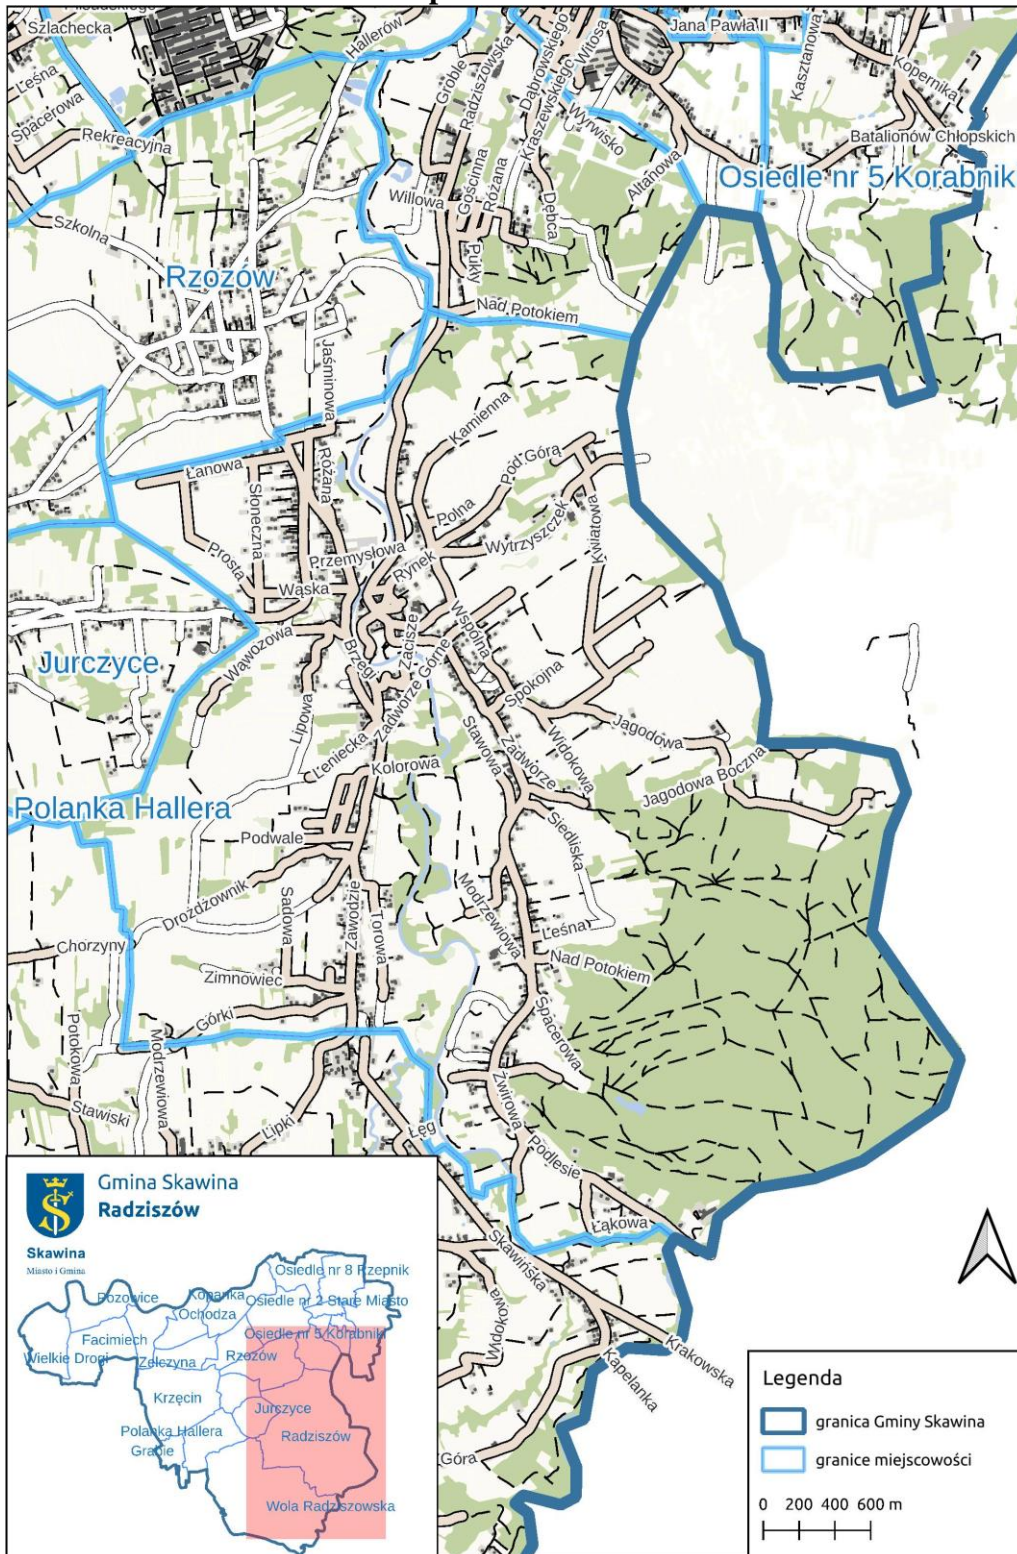 Szlachecka
Hallerów
Jana Pawła II
Leśna
Spacerowa
Rekreacyjna
Groble
Radziszowska
Dąbrowskiego
Kraszewskiego
Witosa
Wyrwisko
Kasztanowa
Kopernika
Batalionów Chłopskich
Altanowa
Osiedle nr 5 Korabnik
Willowa
Gościnna
Różana
Dębca
Szkolna
Rzozów
Puky
Nad Potokiem
Jaśminowa
Kamienna
Łanowa
Różana
Słoneczna
Pod Górą
Polna
Wytrzyszczek
Kwiatowa
Prosta
Przemysłowa
Rynek
Wąska
Wspólna
Wąwozowa
Brzegi
Zacisze
Zadworze Górne
Jurczyce
Lipowa
Spokojna
Leniecka
Stawowa
Zadworze
Widokowa
Jagodowa
Kolorowa
Jagodowa Boczna
Polanka Hallera
Podwale
Siedliska
Drożdżownik
Sadowa
Zawodzie
Torowa
Modrzewiowa
Leśna
Chorzyny
Zimnowiec
Nad Potokiem
Górki
Spacerowa
Potokowa
Modrzewiowa
Stawiski
Lipki
Łęg
Żwirowa
Podlesie
Łąkowa
Skawińska
Widokowa
Krakowska
Kapelanka
Góra
Gmina Skawina
Radziszów
Skawina
Miasto i Gmina
Osiedle nr 8 Rzepnik
Pozowice
Kopanka
Ochodza
Osiedle nr 2 Stare Miasto
Facimiech
Osiedle nr 5 Korabniki
Wielkie Drogi
Zelczyna
Rzozów
Krzęcin
Jurczyce
Polanka Hallera
Grabie
Radziszów
Wola Radziszowska
Legenda
granica Gminy Skawina
granice miejscowości
0 200 400 600 m